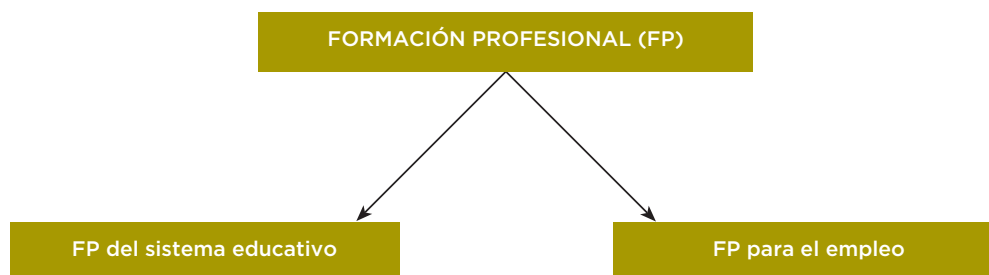 FORMACIÓN PROFESIONAL (FP)
FP del sistema educativo
FP para el empleo